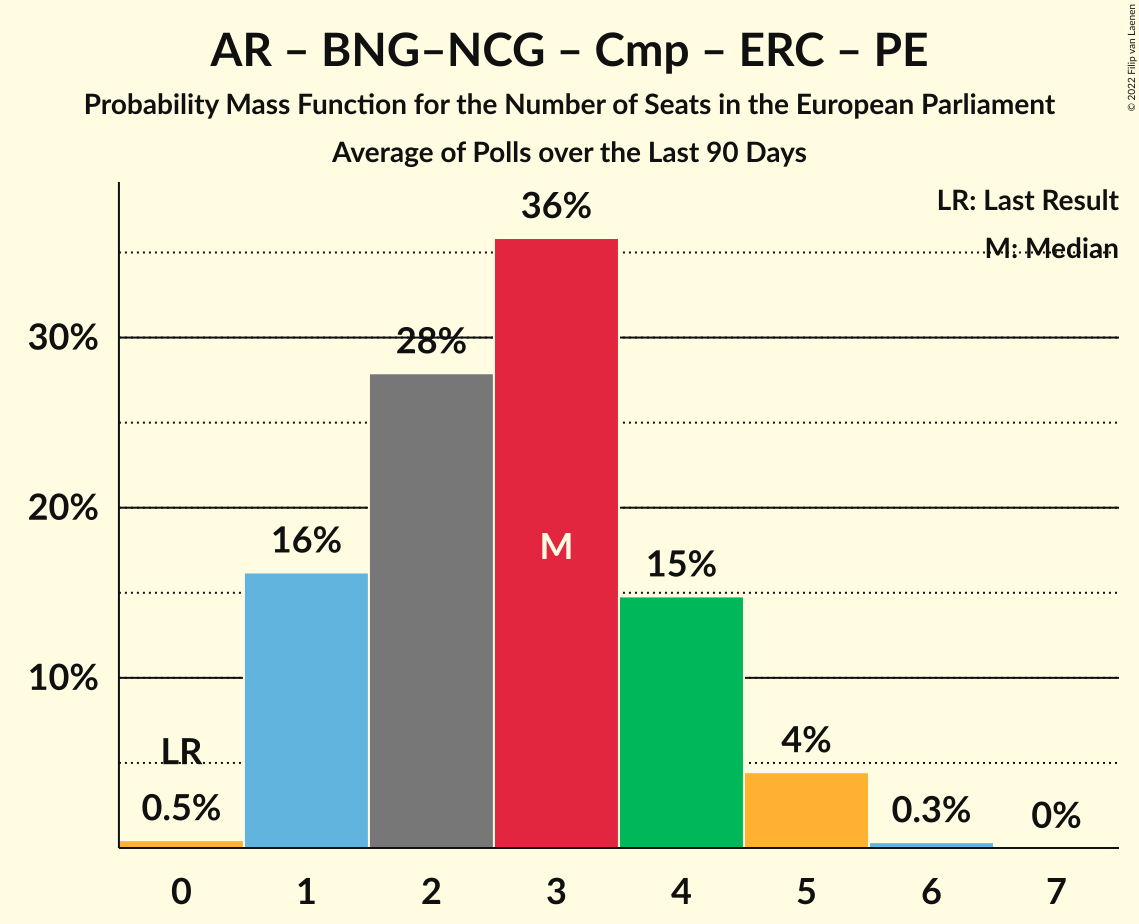 AR – BNG–NCG – Cmp – ERC – PE
Probability Mass Function for the Number of Seats in the European Parliament
Average of Polls over the Last 90 Days
© 2022 Filip van Laenen
LR: Last Result
M: Median
36%
30%
28%
20%
16%
M
15%
10%
LR
4%
0.5%
0.3%
0%
0 1 2 3 4 5 6 7